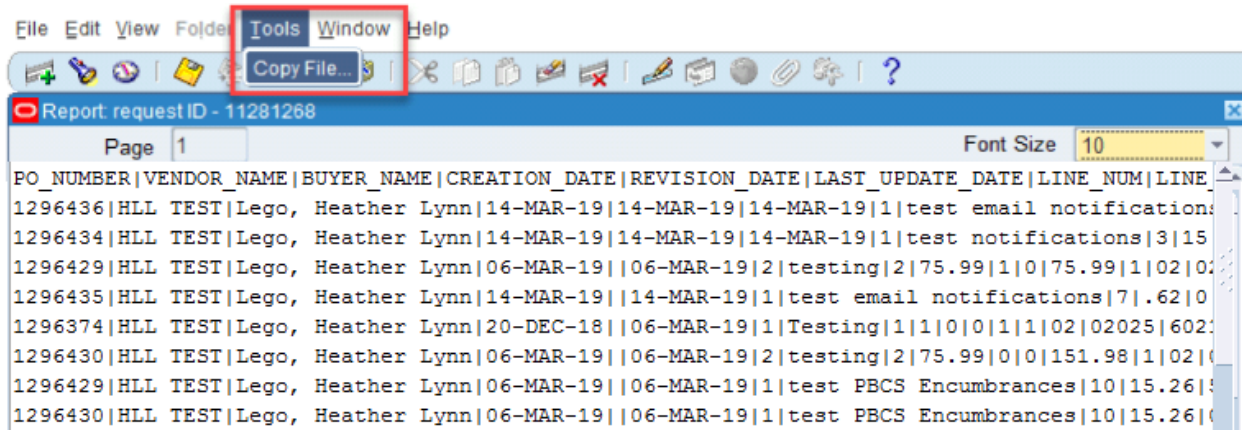 File Edit View Folder Tools Window Help
Copy File...
?
Report: request ID - 11281268
Page 1 Font Size 10
PO_NUMBER|VENDOR_NAME|BUYER_NAME|CREATION_DATE|REVISION_DATE|LAST_UPDATE_DATE|LINE_NUM|LINE_
1296436|HLL TEST|Lego, Heather Lynn|14-MAR-19|14-MAR-19|14-MAR-19|1|test email notifications
1296434|HLL TEST|Lego, Heather Lynn|14-MAR-19|14-MAR-19|14-MAR-19|1|test notifications|3|15
1296429|HLL TEST|Lego, Heather Lynn|06-MAR-19||06-MAR-19|2|testing|2|75.99|1|0|75.99|1|02|
1296435|HLL TEST|Lego, Heather Lynn|14-MAR-19||14-MAR-19|1|test email notifications|7|.62|0
1296374|HLL TEST|Lego, Heather Lynn|20-DEC-18||06-MAR-19|1|Testing|1|1|0|0|1|1|02|02025|602
1296430|HLL TEST|Lego, Heather Lynn|06-MAR-19||06-MAR-19|2|testing|2|75.99|0|0|151.98|1|02|
1296429|HLL TEST|Lego, Heather Lynn|06-MAR-19||06-MAR-19|1|test PBCS Encumbrances|10|15.26|
1296430|HLL TEST|Lego, Heather Lynn|06-MAR-19||06-MAR-19|1|test PBCS Encumbrances|10|15.26|